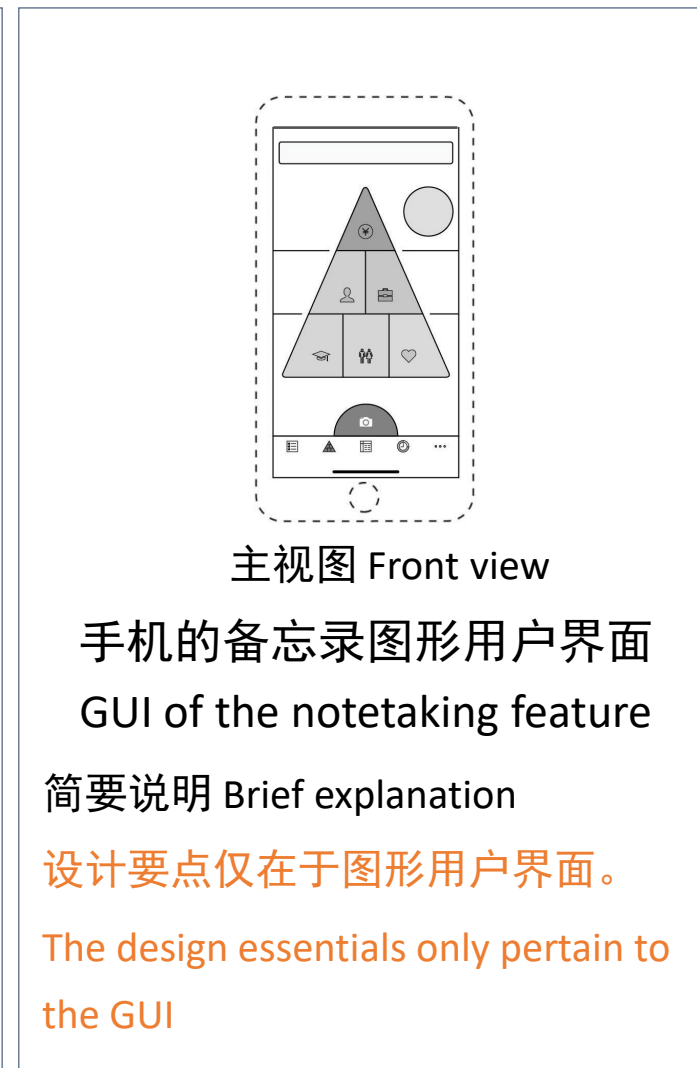 主视图 Front view
手机的备忘录图形用户界面
GUI of the notetaking feature
简要说明 Brief explanation
设计要点仅在于图形用户界面。
The design essentials only pertain to
the GUI